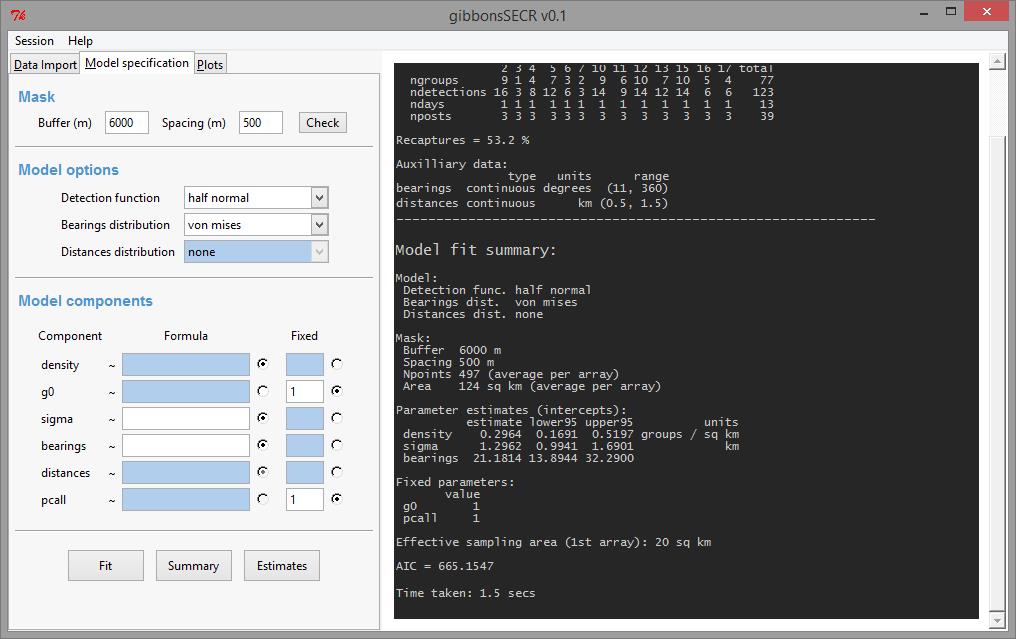 gibbonsSECR v0.1
Session Help
Data Import Model specification Plots
Mask
Buffer (m) 6000 Spacing (m) 500 Check
Model options
Detection function half normal
Bearings distribution von mises
Distances distribution none
Model components
Component Formula Fixed
density ~
g0 ~ 1
sigma ~
bearings ~
distances ~
pcall ~ 1
Fit Summary Estimates
2 3 4 5 6 7 10 11 12 13 15 16 17 total
ngroups 9 1 4 7 3 2 9 6 10 7 10 5 4 77
ndetections 16 3 8 12 6 3 14 9 14 12 14 6 6 123
ndays 1 1 1 1 1 1 1 1 1 1 1 1 1 13
nposts 3 3 3 3 3 3 3 3 3 3 3 3 3 39
Recaptures = 53.2 %
Auxilliary data:
type units range
bearings continuous degrees (11, 360)
distances continuous km (0.5, 1.5)
---------------------------------------------------------------
Model fit summary:
Model:
Detection func. half normal
Bearings dist. von mises
Distances dist. none
Mask:
Buffer 6000 m
Spacing 500 m
Npoints 497 (average per array)
Area 124 sq km (average per array)
Parameter estimates (intercepts):
estimate lower95 upper95 units
density 0.2964 0.1691 0.5197 groups / sq km
sigma 1.2962 0.9941 1.6901 km
bearings 21.1814 13.8944 32.2900
Fixed parameters:
value
g0 1
pcall 1
Effective sampling area (1st array): 20 sq km
AIC = 665.1547
Time taken: 1.5 secs